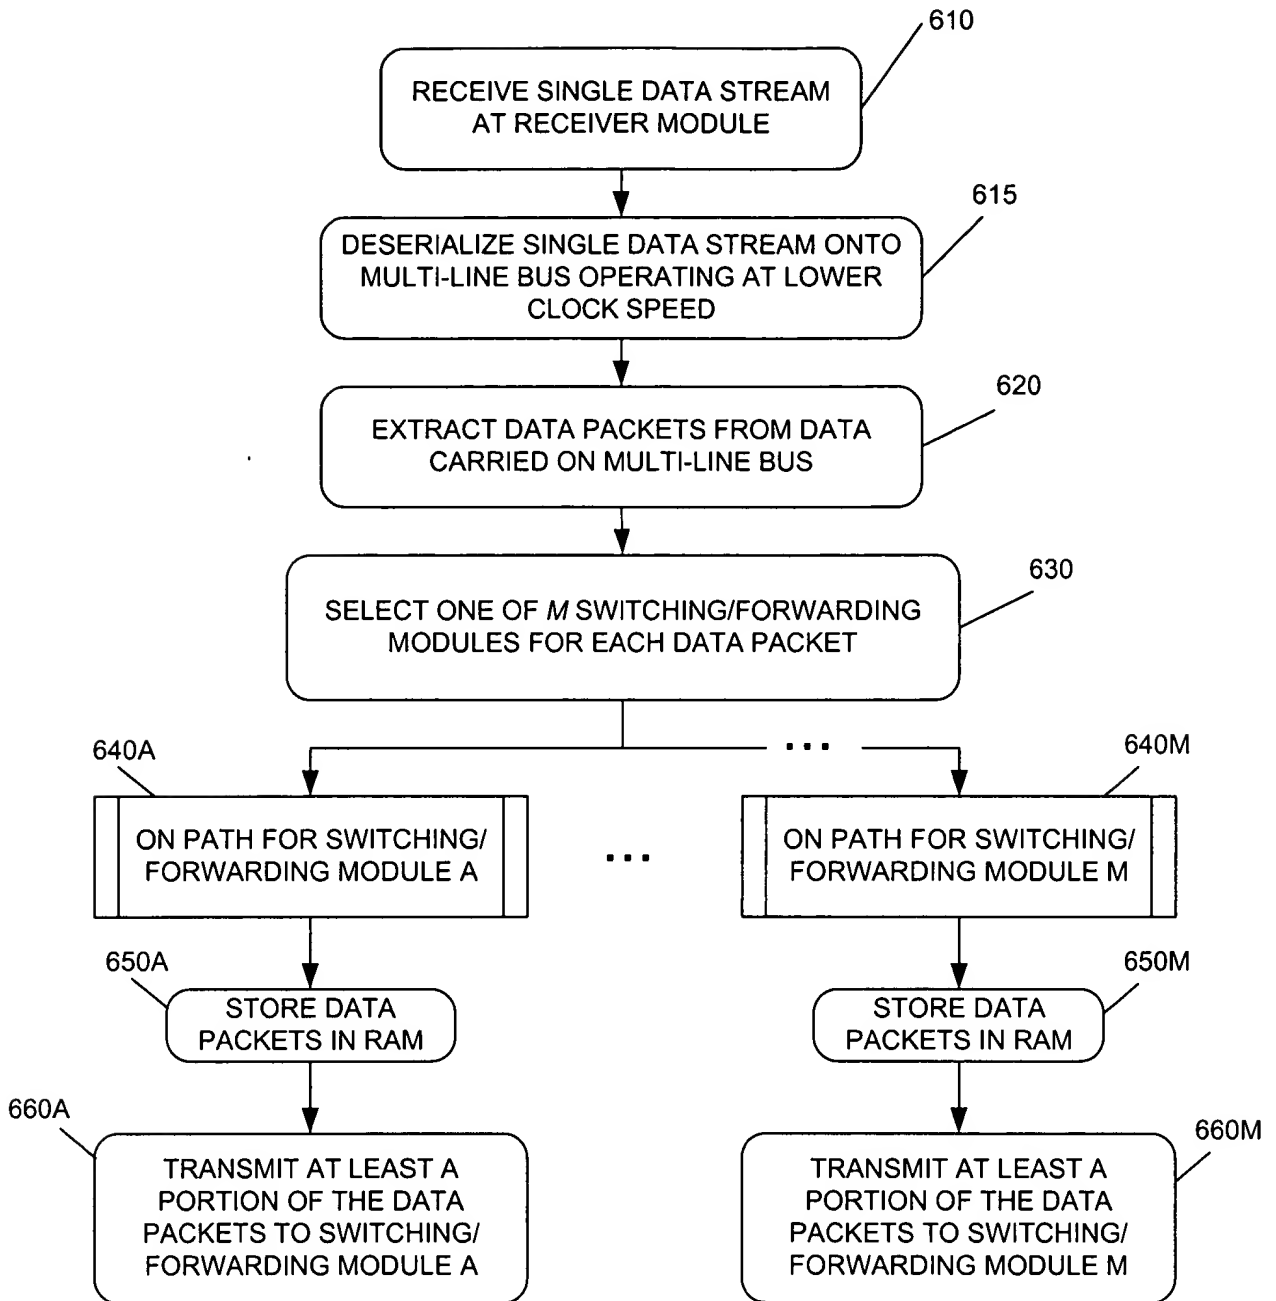 610
RECEIVE SINGLE DATA STREAM
AT RECEIVER MODULE
615
DESERIALIZE SINGLE DATA STREAM ONTO
MULTI-LINE BUS OPERATING AT LOWER
CLOCK SPEED
620
EXTRACT DATA PACKETS FROM DATA
CARRIED ON MULTI-LINE BUS
630
SELECT ONE OF M SWITCHING/FORWARDING
MODULES FOR EACH DATA PACKET
640A
...
640M
ON PATH FOR SWITCHING/
FORWARDING MODULE A
...
ON PATH FOR SWITCHING/
FORWARDING MODULE M
650A
STORE DATA
PACKETS IN RAM
650M
STORE DATA
PACKETS IN RAM
660A
TRANSMIT AT LEAST A
PORTION OF THE DATA
PACKETS TO SWITCHING/
FORWARDING MODULE A
660M
TRANSMIT AT LEAST A
PORTION OF THE DATA
PACKETS TO SWITCHING/
FORWARDING MODULE M